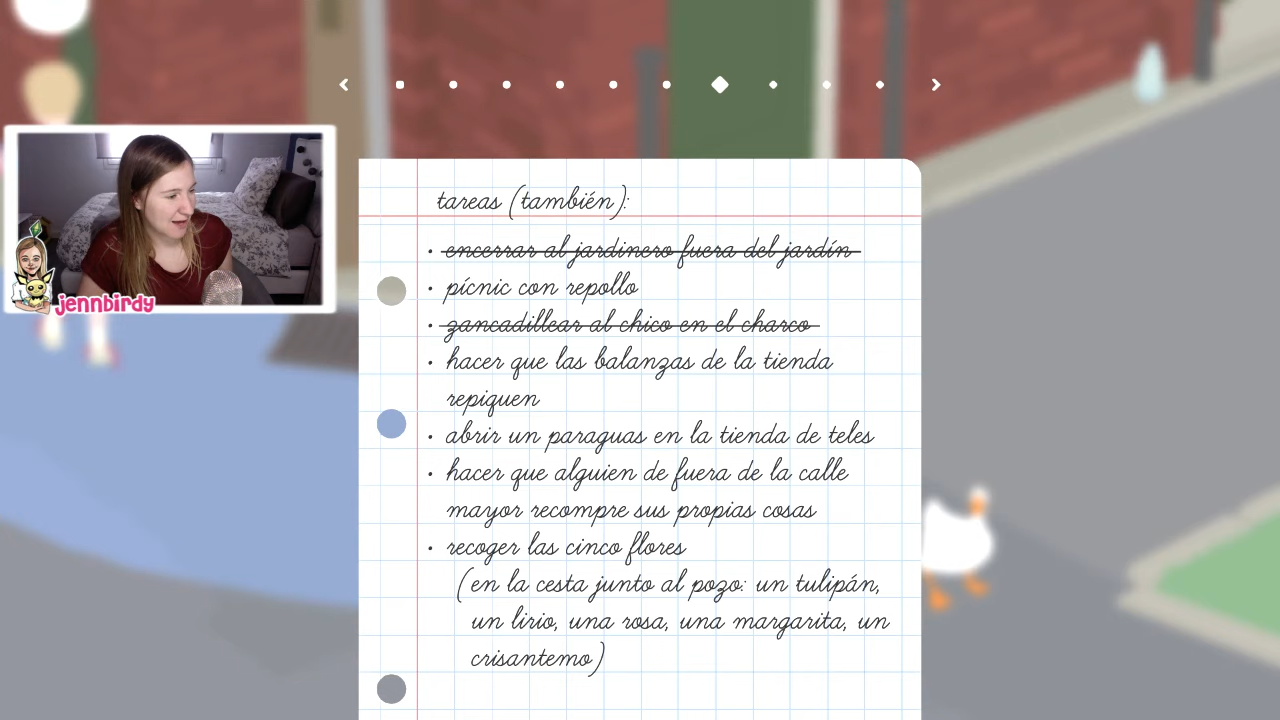 tareas (también):
• encerrar al jardinero fuera del jardín
• pícnic con repollo
• zancadillear al chico en el charco
• hacer que las balanzas de la tienda
repiquen
• abrir un paraguas en la tienda de teles
• hacer que alguien de fuera de la calle
mayor recompre sus propias cosas
• recoger las cinco flores
(en la cesta junto al pozo: un tulipán,
un lirio, una rosa, una margarita, un
crisantemo)
jennbirdy